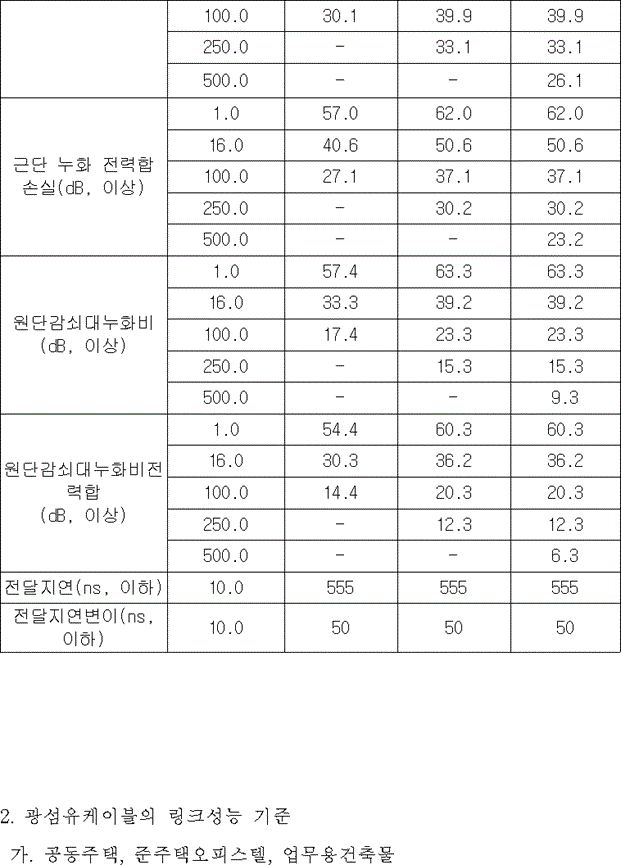 100.0 30.1 39.9 39.9
250.0 - 33.1 33.1
500.0 - - 26.1
근단 누화 전력합
손실(dB, 이상)
1.0 57.0 62.0 62.0
16.0 40.6 50.6 50.6
100.0 27.1 37.1 37.1
250.0 - 30.2 30.2
500.0 - - 23.2
원단감쇠대누화비
(dB, 이상)
1.0 57.4 63.3 63.3
16.0 33.3 39.2 39.2
100.0 17.4 23.3 23.3
250.0 - 15.3 15.3
500.0 - - 9.3
원단감쇠대누화비전
력합
(dB, 이상)
1.0 54.4 60.3 60.3
16.0 30.3 36.2 36.2
100.0 14.4 20.3 20.3
250.0 - 12.3 12.3
500.0 - - 6.3
전달지연(ns, 이하) 10.0 555 555 555
전달지연변이(ns,
이하)
10.0 50 50 50
2. 광섬유케이블의 링크성능 기준
가. 공동주택, 준주택오피스텔, 업무용건축물